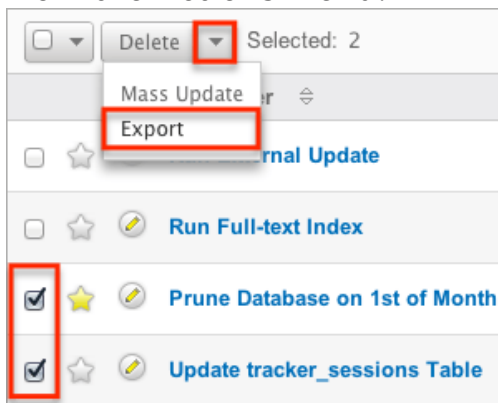 Delete Selected: 2
Mass Update
er
Export
rnal Update
Run Full-text Index
Prune Database on 1st of Month
Update tracker_sessions Table